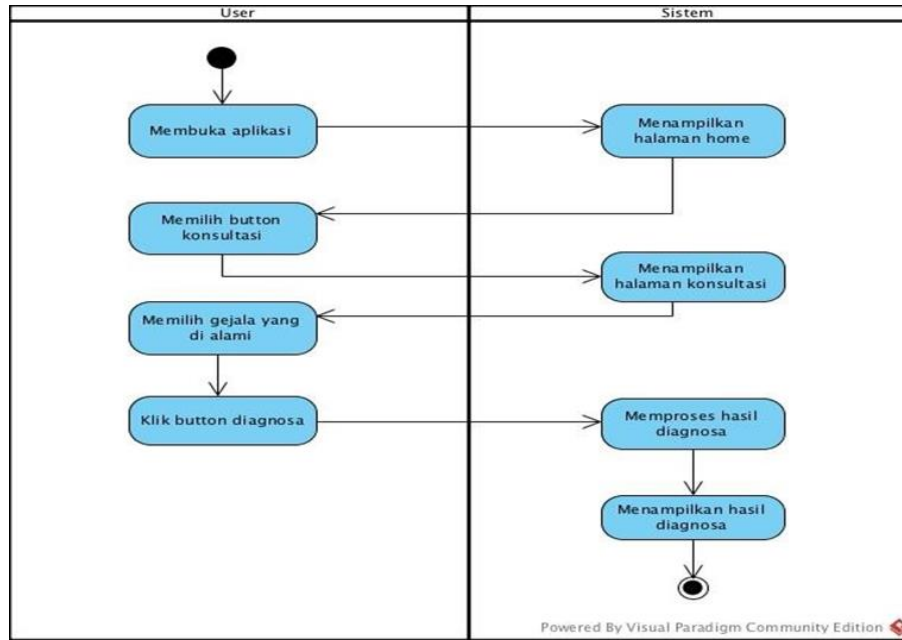 User
Sistem
Membuka aplikasi
Menampilkan
halaman home
Memilih button
konsultasi
Menampilkan
halaman konsultasi
Memilih gejala yang
di alami
Klik button diagnosa
Memproses hasil
diagnosa
Menampilkan hasil
diagnosa
Powered By Visual Paradigm Community Edition